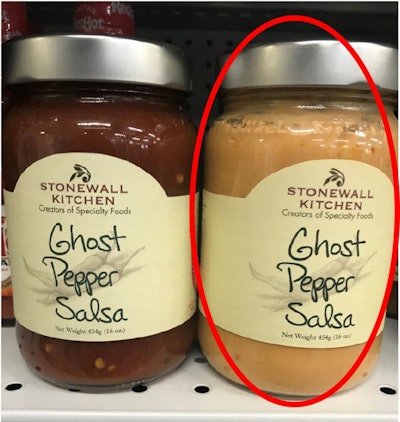 STONEWALL
KITCHEN
Creators of Specialty Foods
Ghost
Pepper
Salsa
Net Weight 454g (16 oz)
STONEWALL
KITCHEN
Creators of Specialty Foods
Ghost
Pepper
Salsa
Net Weight 454g (16 oz)